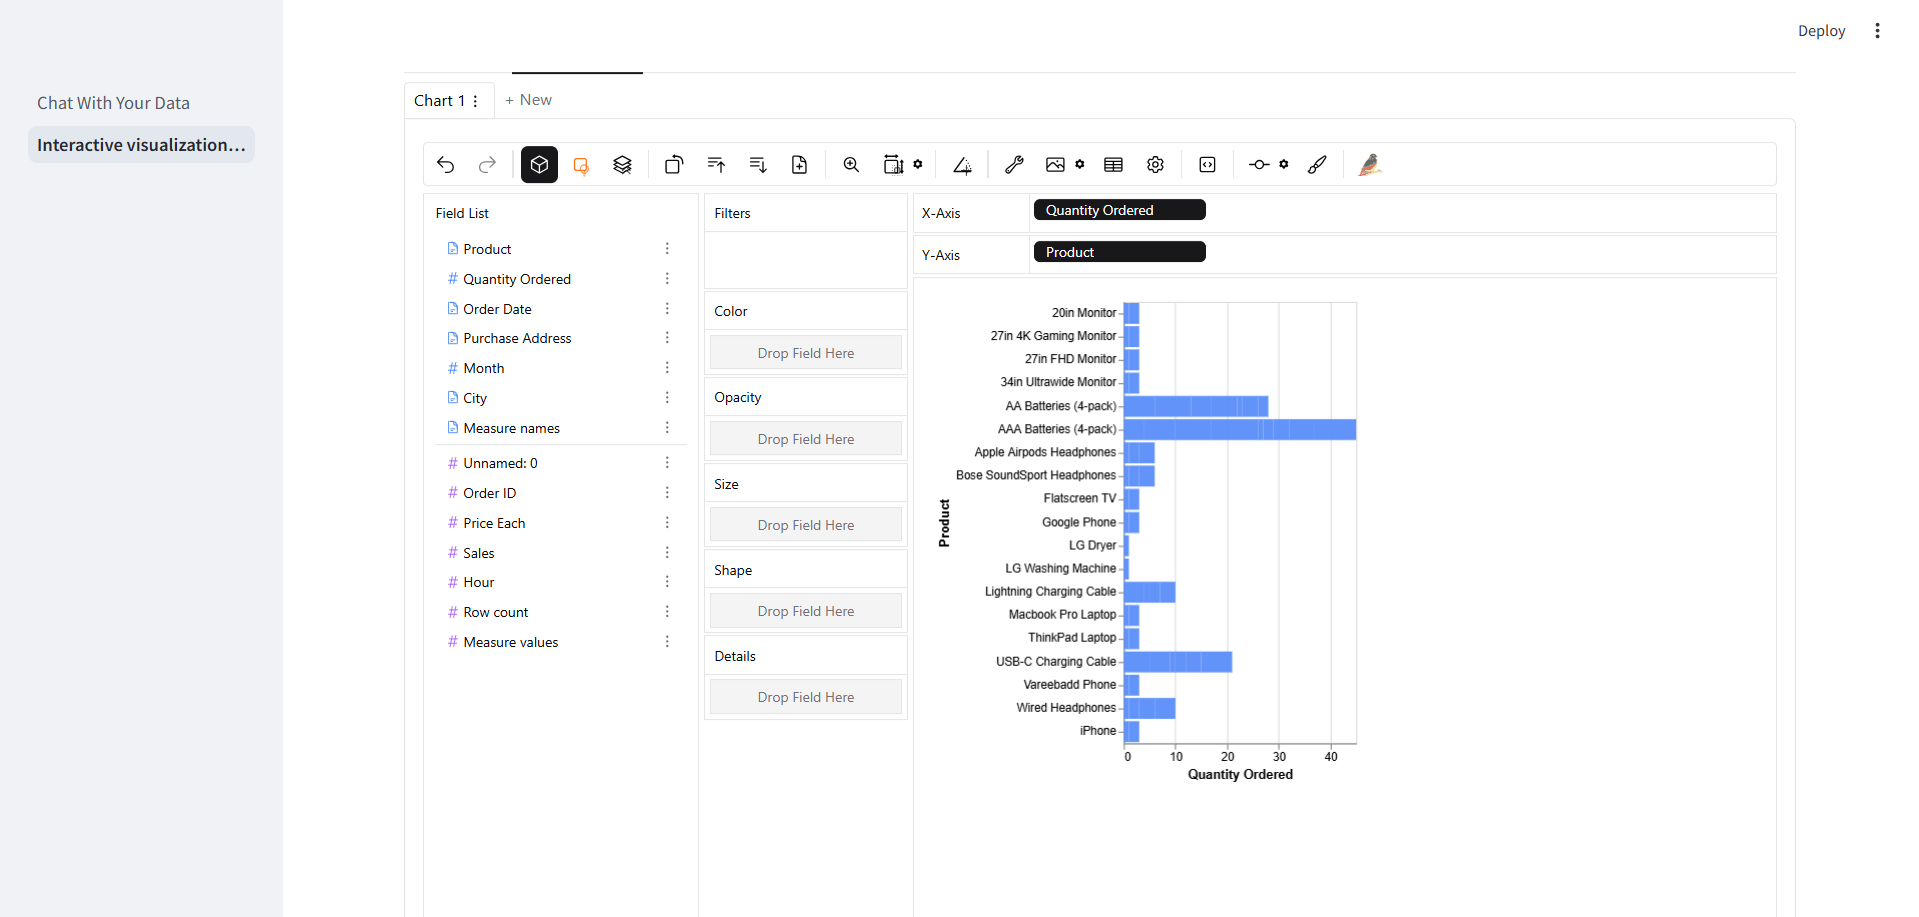 Deploy
Chat With Your Data
Interactive visualization...
Chart 1
+ New
Field List
Product
Quantity Ordered
Order Date
Purchase Address
Month
City
Measure names
Unnamed: 0
Order ID
Price Each
Sales
Hour
Row count
Measure values
Filters
Color
Drop Field Here
Opacity
Drop Field Here
Size
Drop Field Here
Shape
Drop Field Here
Details
Drop Field Here
X-Axis
Quantity Ordered
Y-Axis
Product
Product
20in Monitor
27in 4K Gaming Monitor
27in FHD Monitor
34in Ultrawide Monitor
AA Batteries (4-pack)
AAA Batteries (4-pack)
Apple Airpods Headphones
Bose SoundSport Headphones
Flatscreen TV
Google Phone
LG Dryer
LG Washing Machine
Lightning Charging Cable
Macbook Pro Laptop
ThinkPad Laptop
USB-C Charging Cable
Vareebadd Phone
Wired Headphones
iPhone
0 10 20 30 40
Quantity Ordered